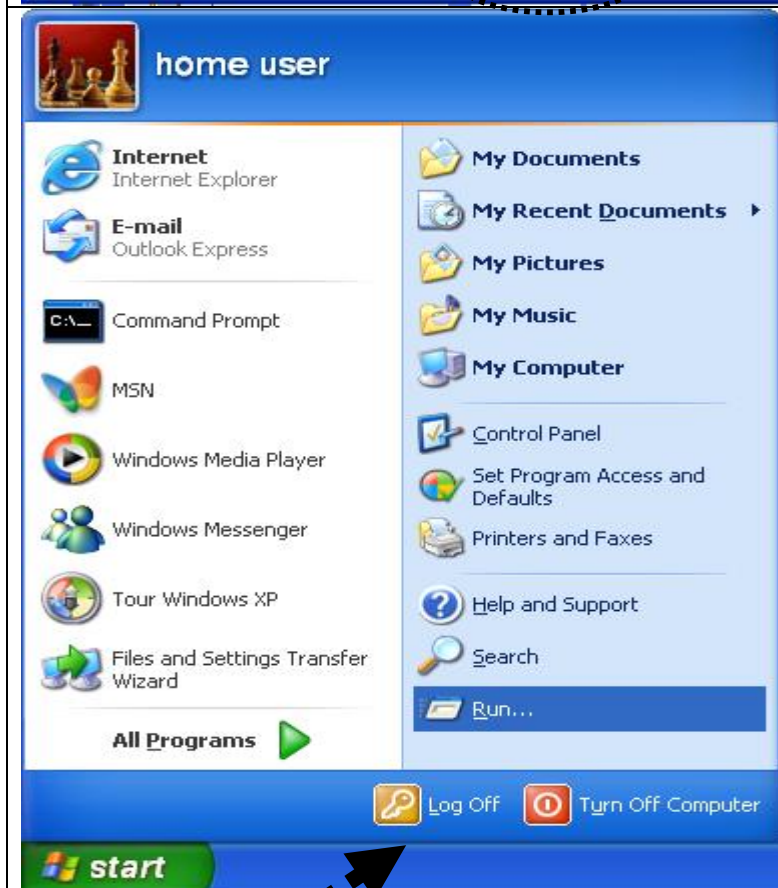 home user
Internet
Internet Explorer
E-mail
Outlook Express
C:\_
Command Prompt
MSN
Windows Media Player
Windows Messenger
Tour Windows XP
Files and Settings Transfer
Wizard
All Programs
My Documents
My Recent Documents
My Pictures
My Music
My Computer
Control Panel
Set Program Access and
Defaults
Printers and Faxes
Help and Support
Search
Run...
Log Off
Turn Off Computer
start